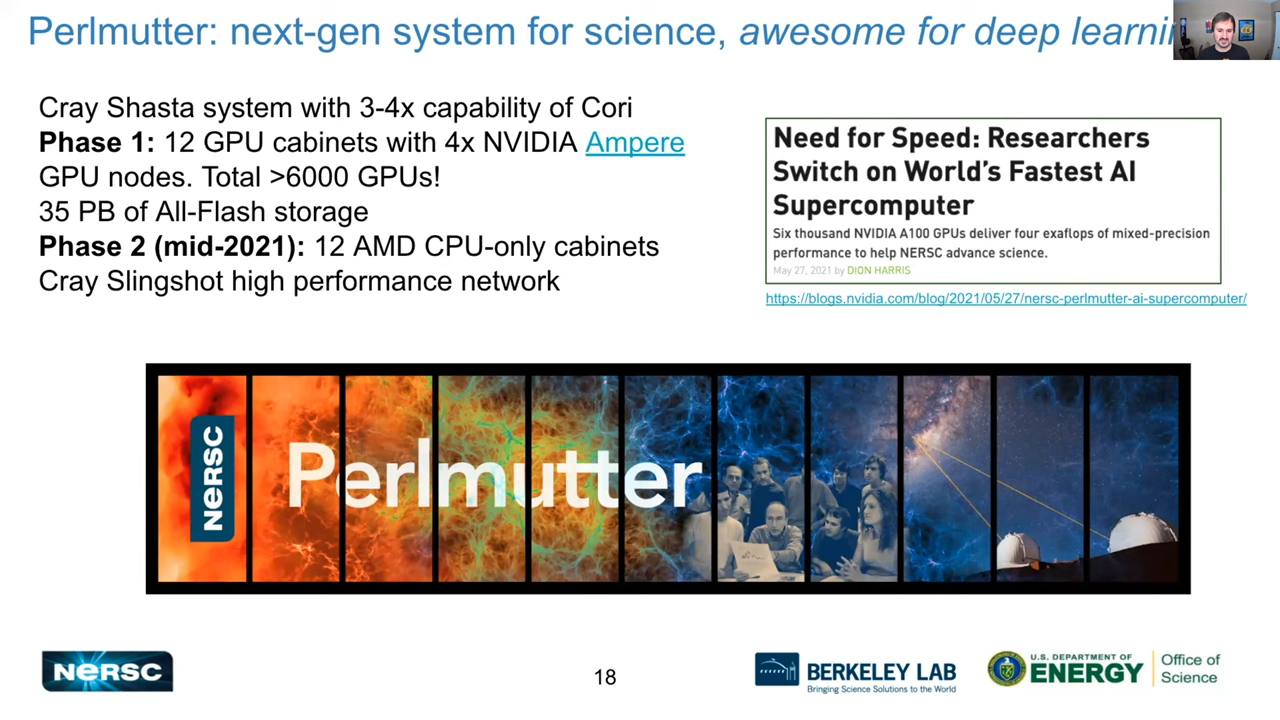 Perlmutter: next-gen system for science, awesome for deep
Cray Shasta system with 3-4x capability of Cori
Phase 1: 12 GPU cabinets with 4x NVIDIA Ampere
GPU nodes. Total >6000 GPUs!
35 PB of All-Flash storage
Phase 2 (mid-2021): 12 AMD CPU-only cabinets
Cray Slingshot high performance network
Need for Speed: Researchers
Switch on World's Fastest AI
Supercomputer
Six thousand NVIDIA A100 GPUs deliver four exaflops of mixed-precision
performance to help NERSC advance science.
May 27, 2021 by DION HARRIS
https://blogs.nvidia.com/blog/2021/05/27/nersc-perlmutter-ai-supercomputer/
NERSC
Perlmutter
NERSC
18
BERKELEY LAB
Bringing Science Solutions to the World
U.S. DEPARTMENT OF
ENERGY
Office of
Science